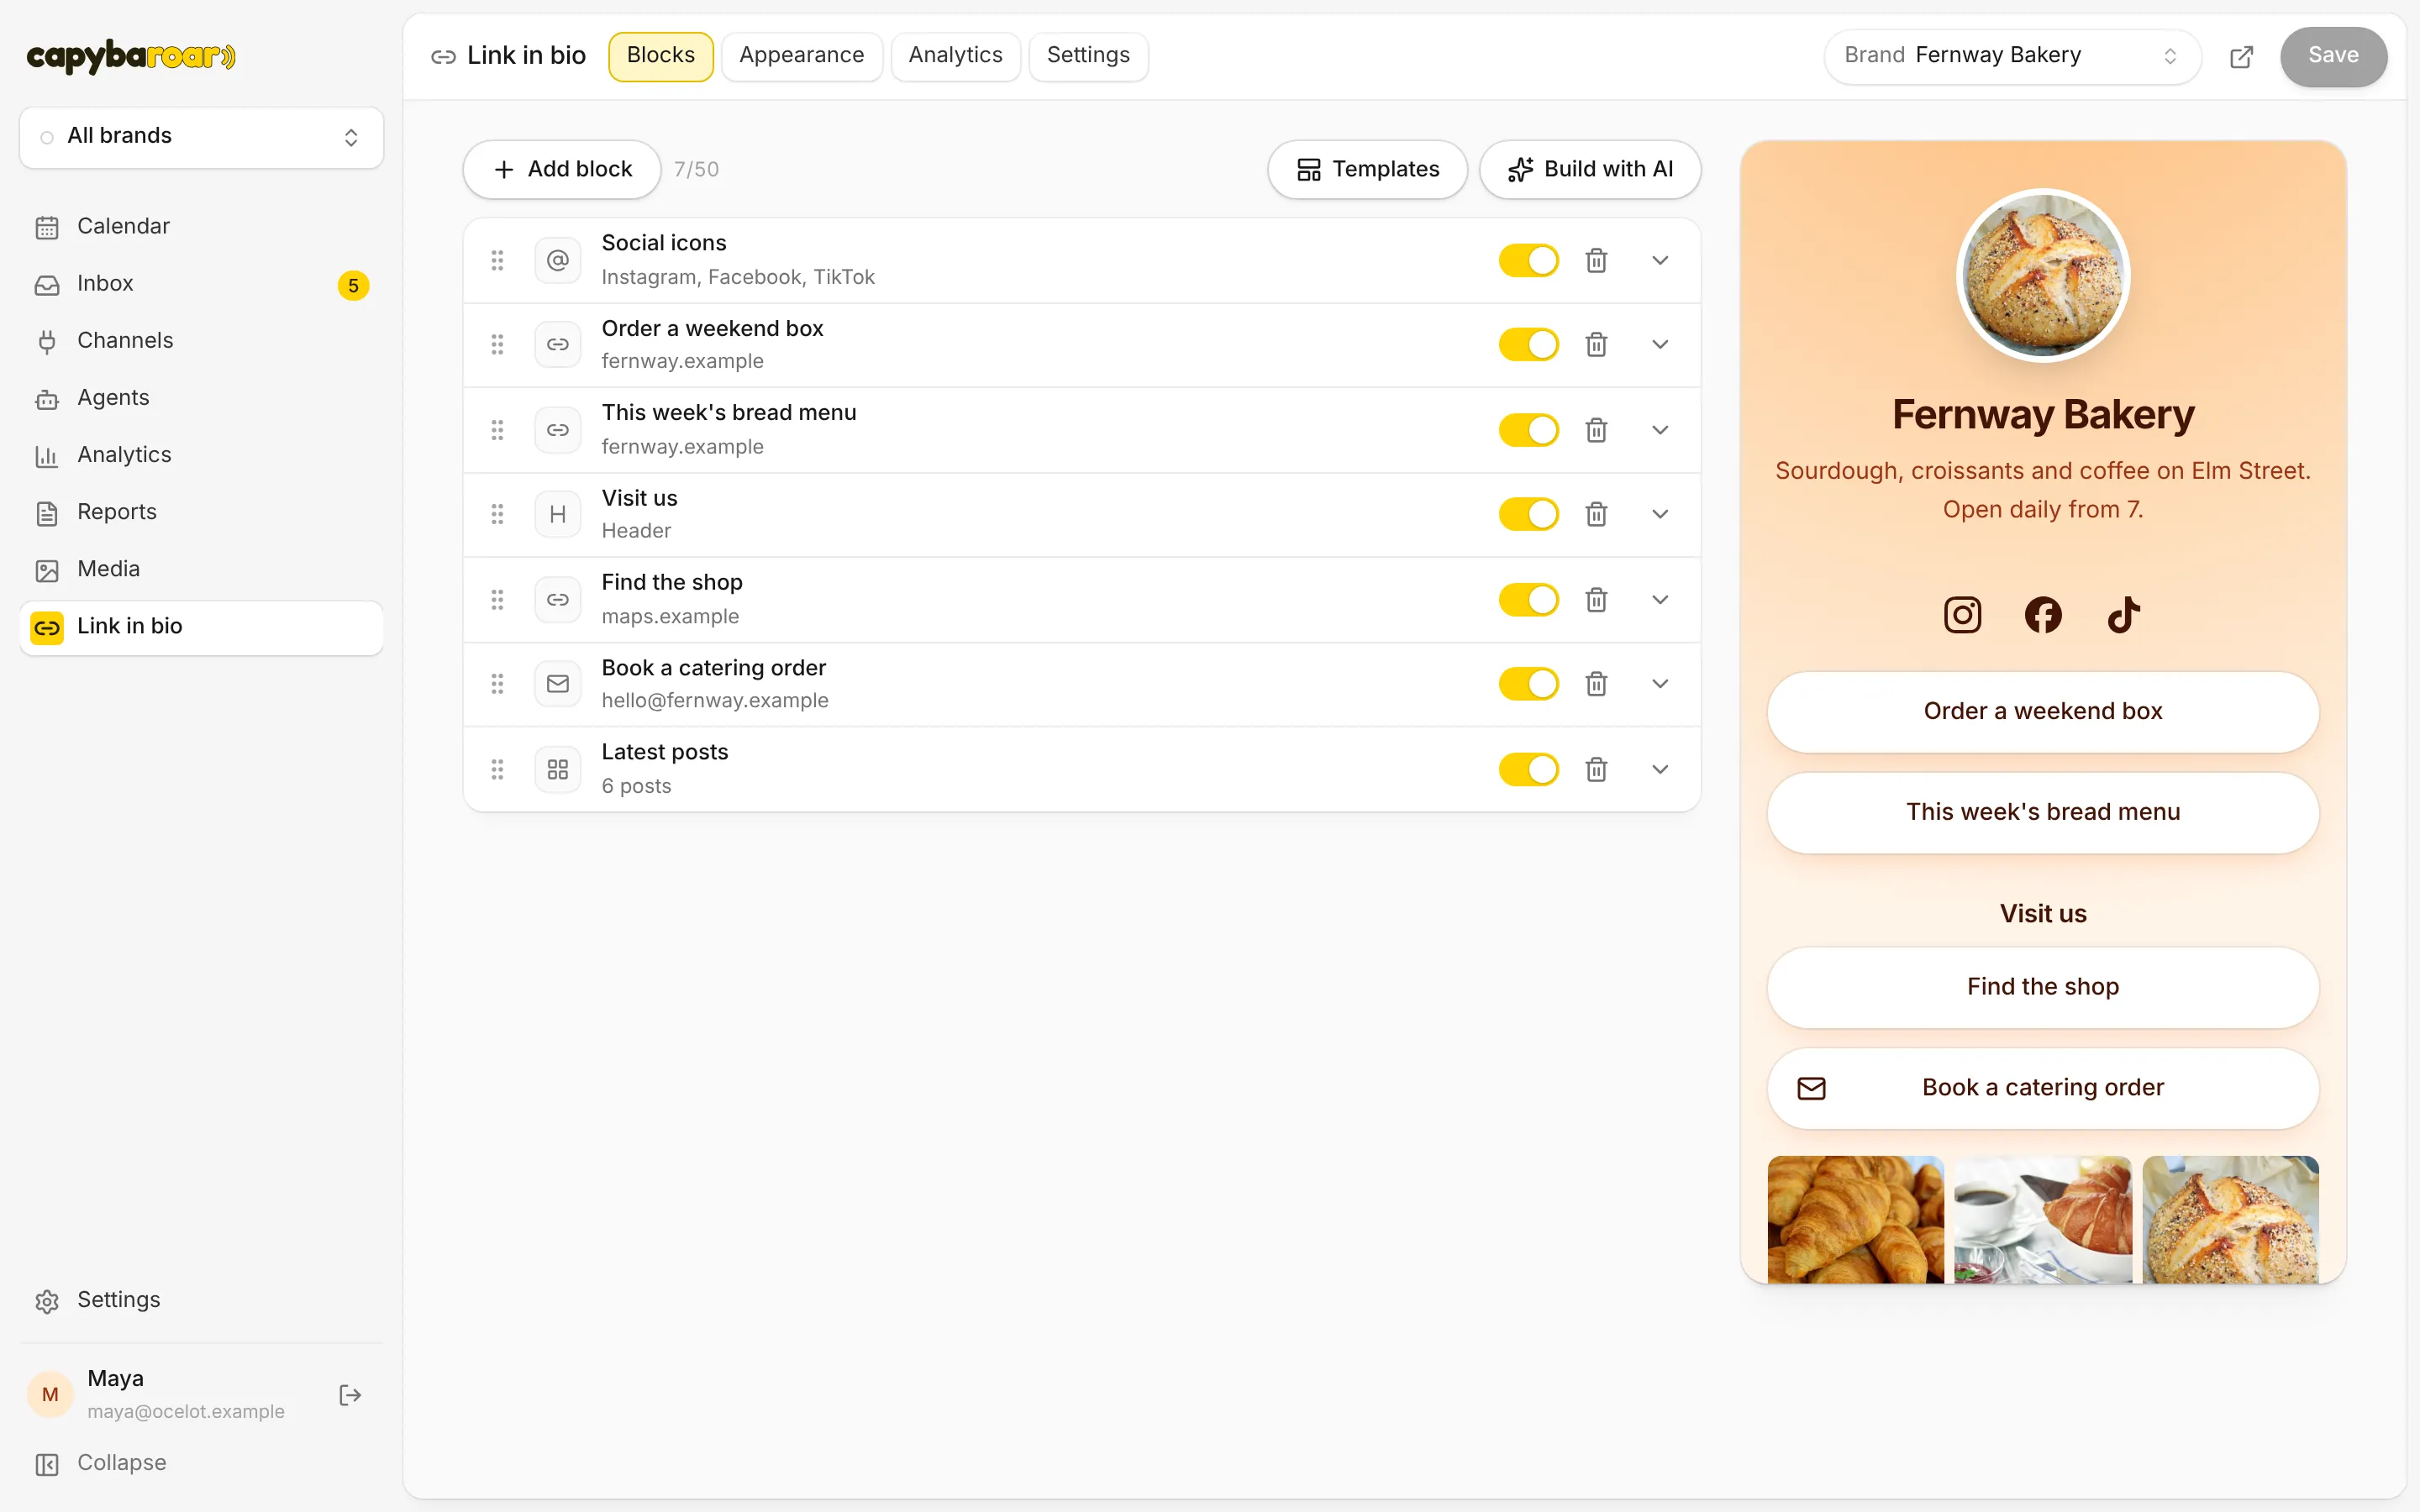 capybaroar
All brands
Calendar
Inbox
5
Channels
Agents
Analytics
Reports
Media
Link in bio
Settings
M
Maya
maya@ocelot.example
Collapse
Link in bio
Blocks
Appearance
Analytics
Settings
Brand Fernway Bakery
Save
Add block
7/50
Templates
Build with AI
Social icons
Instagram, Facebook, TikTok
Order a weekend box
fernway.example
This week's bread menu
fernway.example
H
Visit us
Header
Find the shop
maps.example
Book a catering order
hello@fernway.example
Latest posts
6 posts
Fernway Bakery
Sourdough, croissants and coffee on Elm Street.
Open daily from 7.
Order a weekend box
This week's bread menu
Visit us
Find the shop
Book a catering order